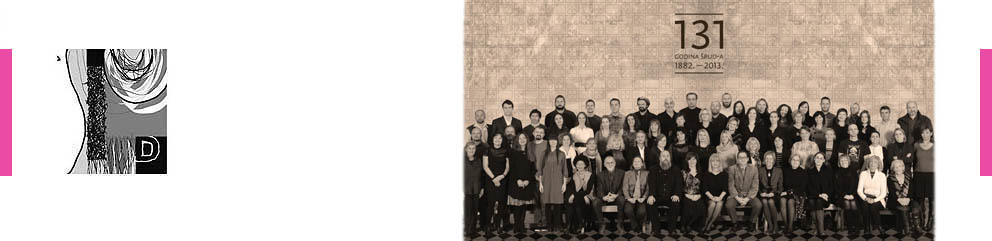 D
131
GODINA ŠPUD-A
1882. — 2013.